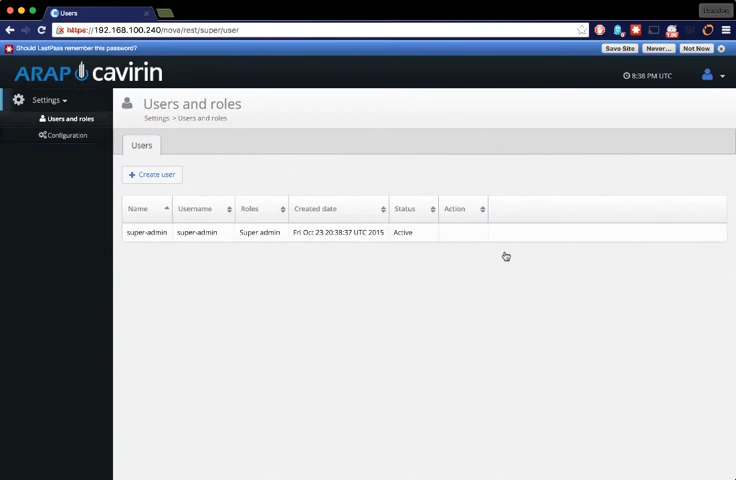 Users
Brandon
https://192.168.100.240/nova/rest/super/user
Should LastPass remember this password?
Save Site
Never...
Not Now
ARAP cavirin
8:38 PM UTC
Settings
Users and roles
Configuration
Users and roles
Settings > Users and roles
Users
+ Create user
Name Username Roles Created date Status Action
super-admin super-admin Super admin Fri Oct 23 20:38:37 UTC 2015 Active